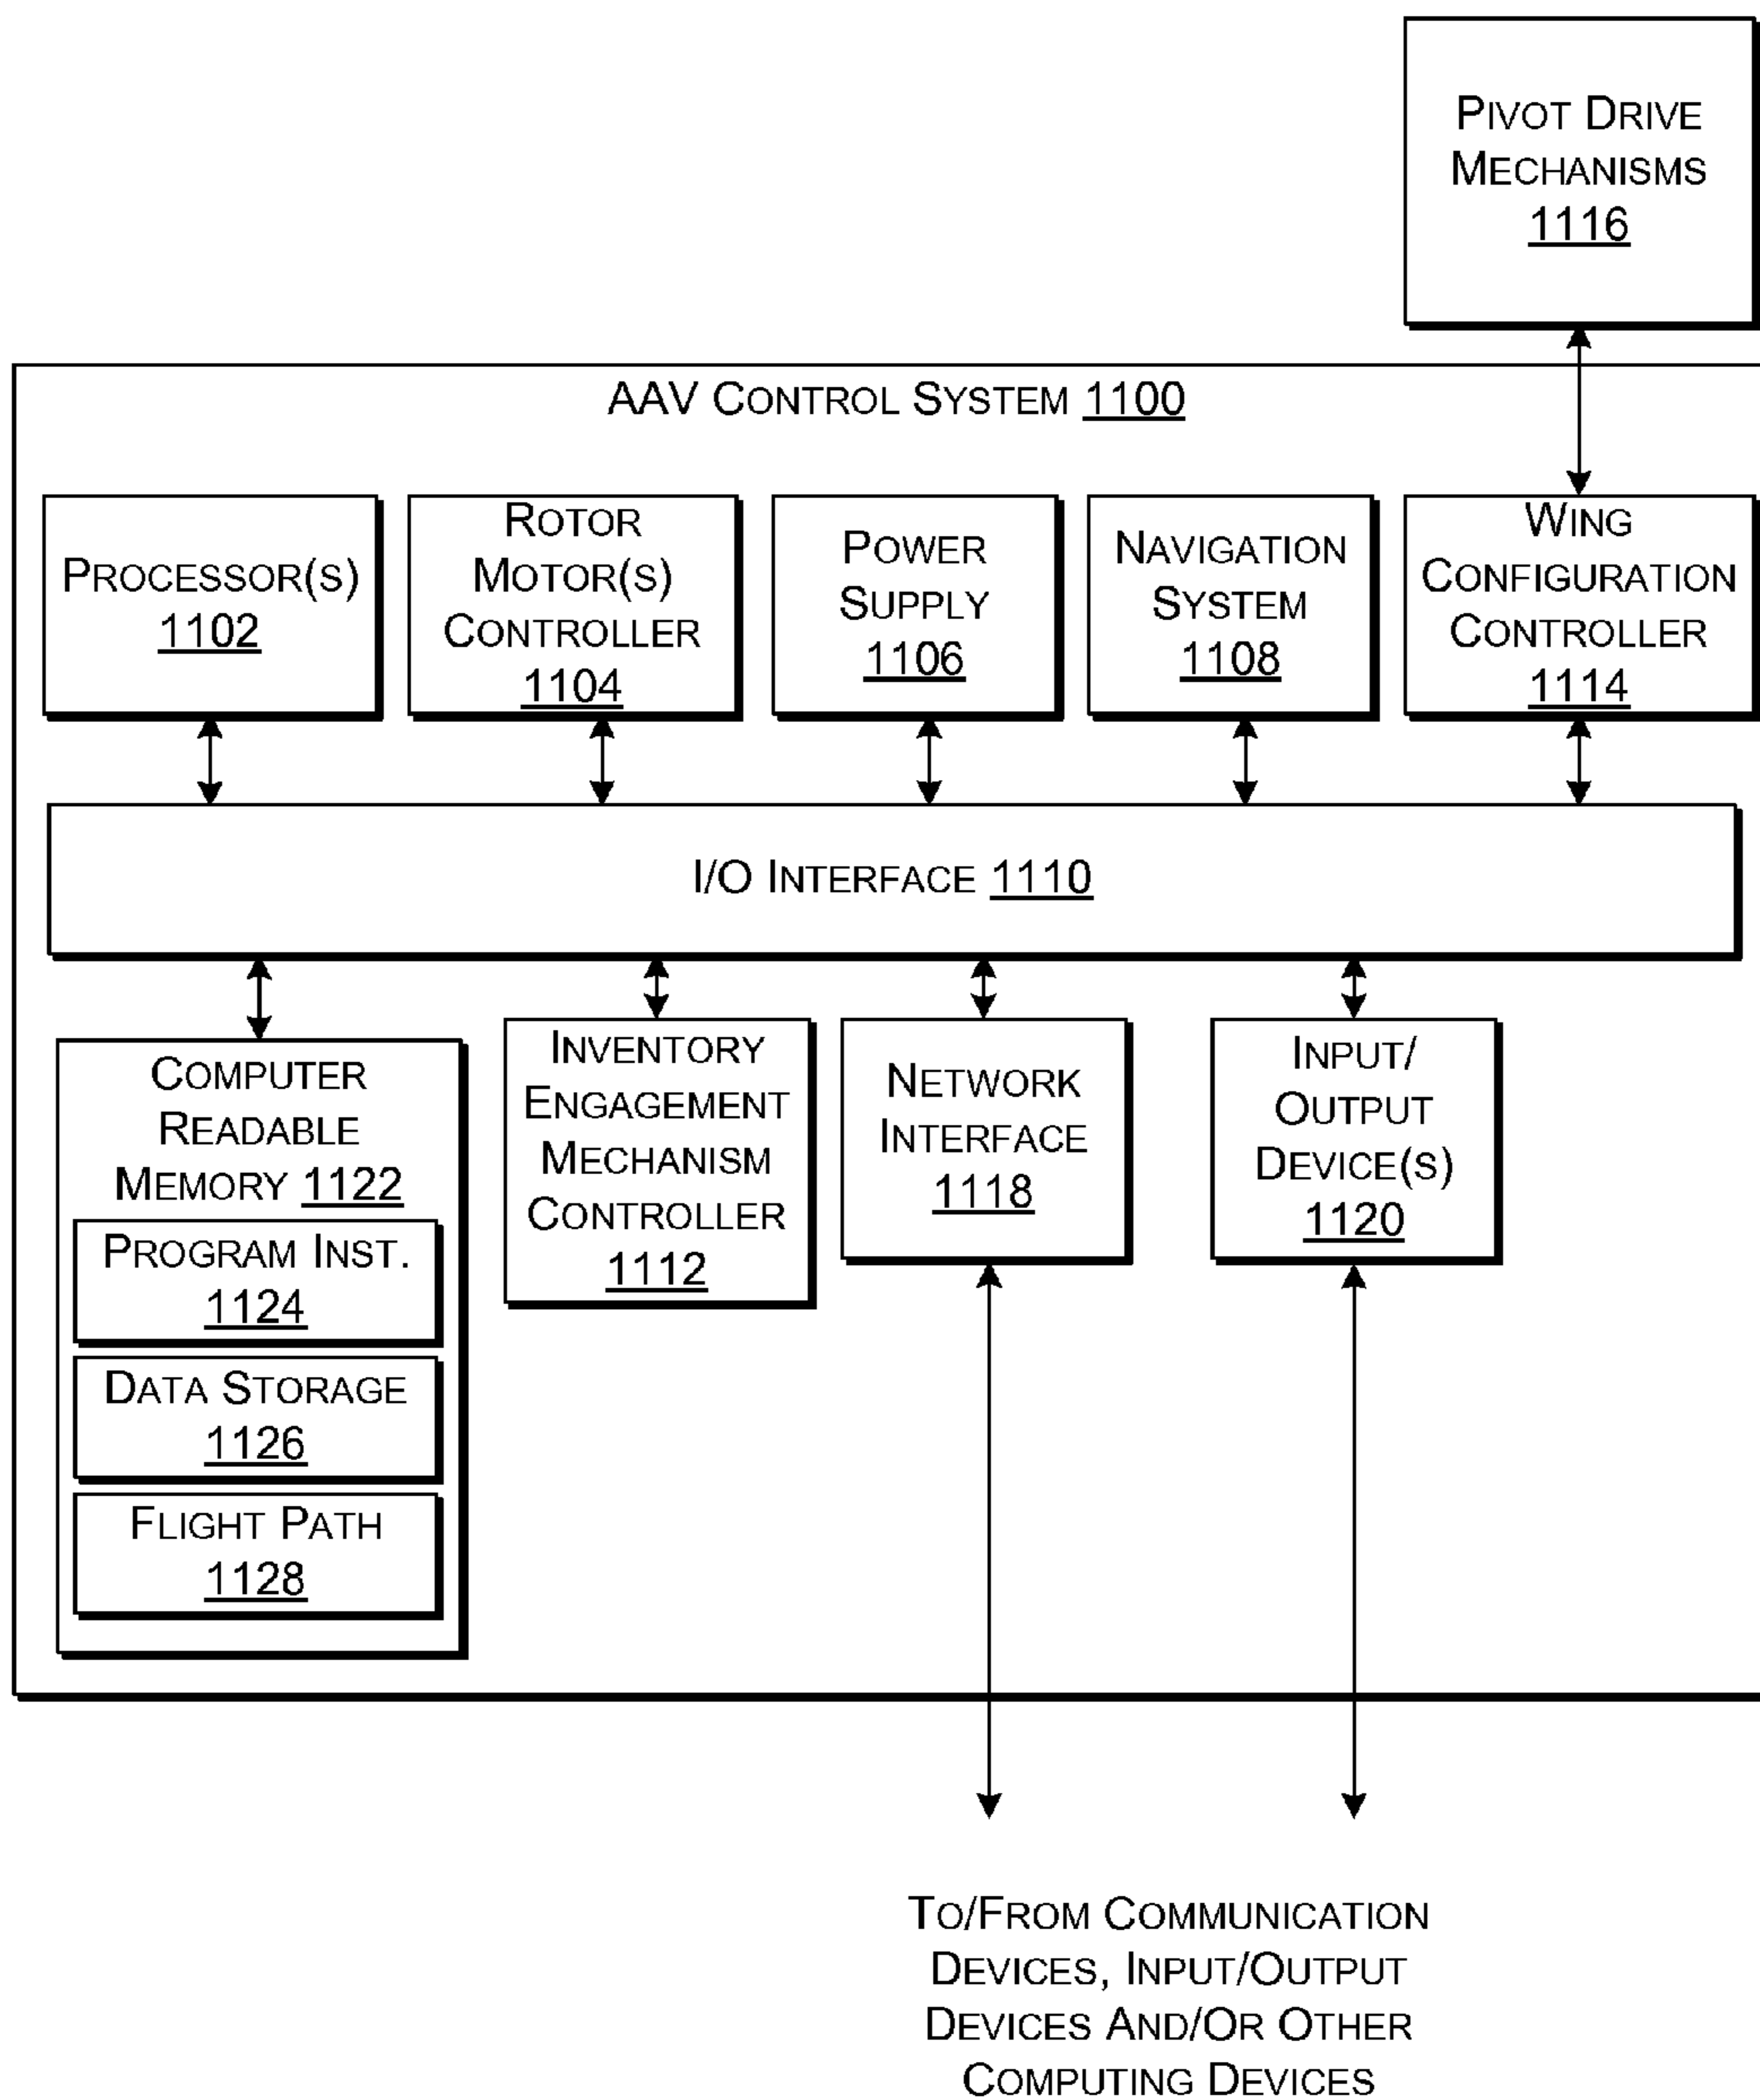 PIVOT DRIVE
MECHANISMS
1116
AAV CONTROL SYSTEM 1100
PROCESSOR(S)
1102
ROTOR
MOTOR(S)
CONTROLLER
1104
POWER
SUPPLY
1106
NAVIGATION
SYSTEM
1108
WING
CONFIGURATION
CONTROLLER
1114
I/O INTERFACE 1110
COMPUTER
READABLE
MEMORY 1122
PROGRAM INST.
1124
DATA STORAGE
1126
FLIGHT PATH
1128
INVENTORY
ENGAGEMENT
MECHANISM
CONTROLLER
1112
NETWORK
INTERFACE
1118
INPUT/
OUTPUT
DEVICE(S)
1120
TO/FROM COMMUNICATION
DEVICES, INPUT/OUTPUT
DEVICES AND/OR OTHER
COMPUTING DEVICES